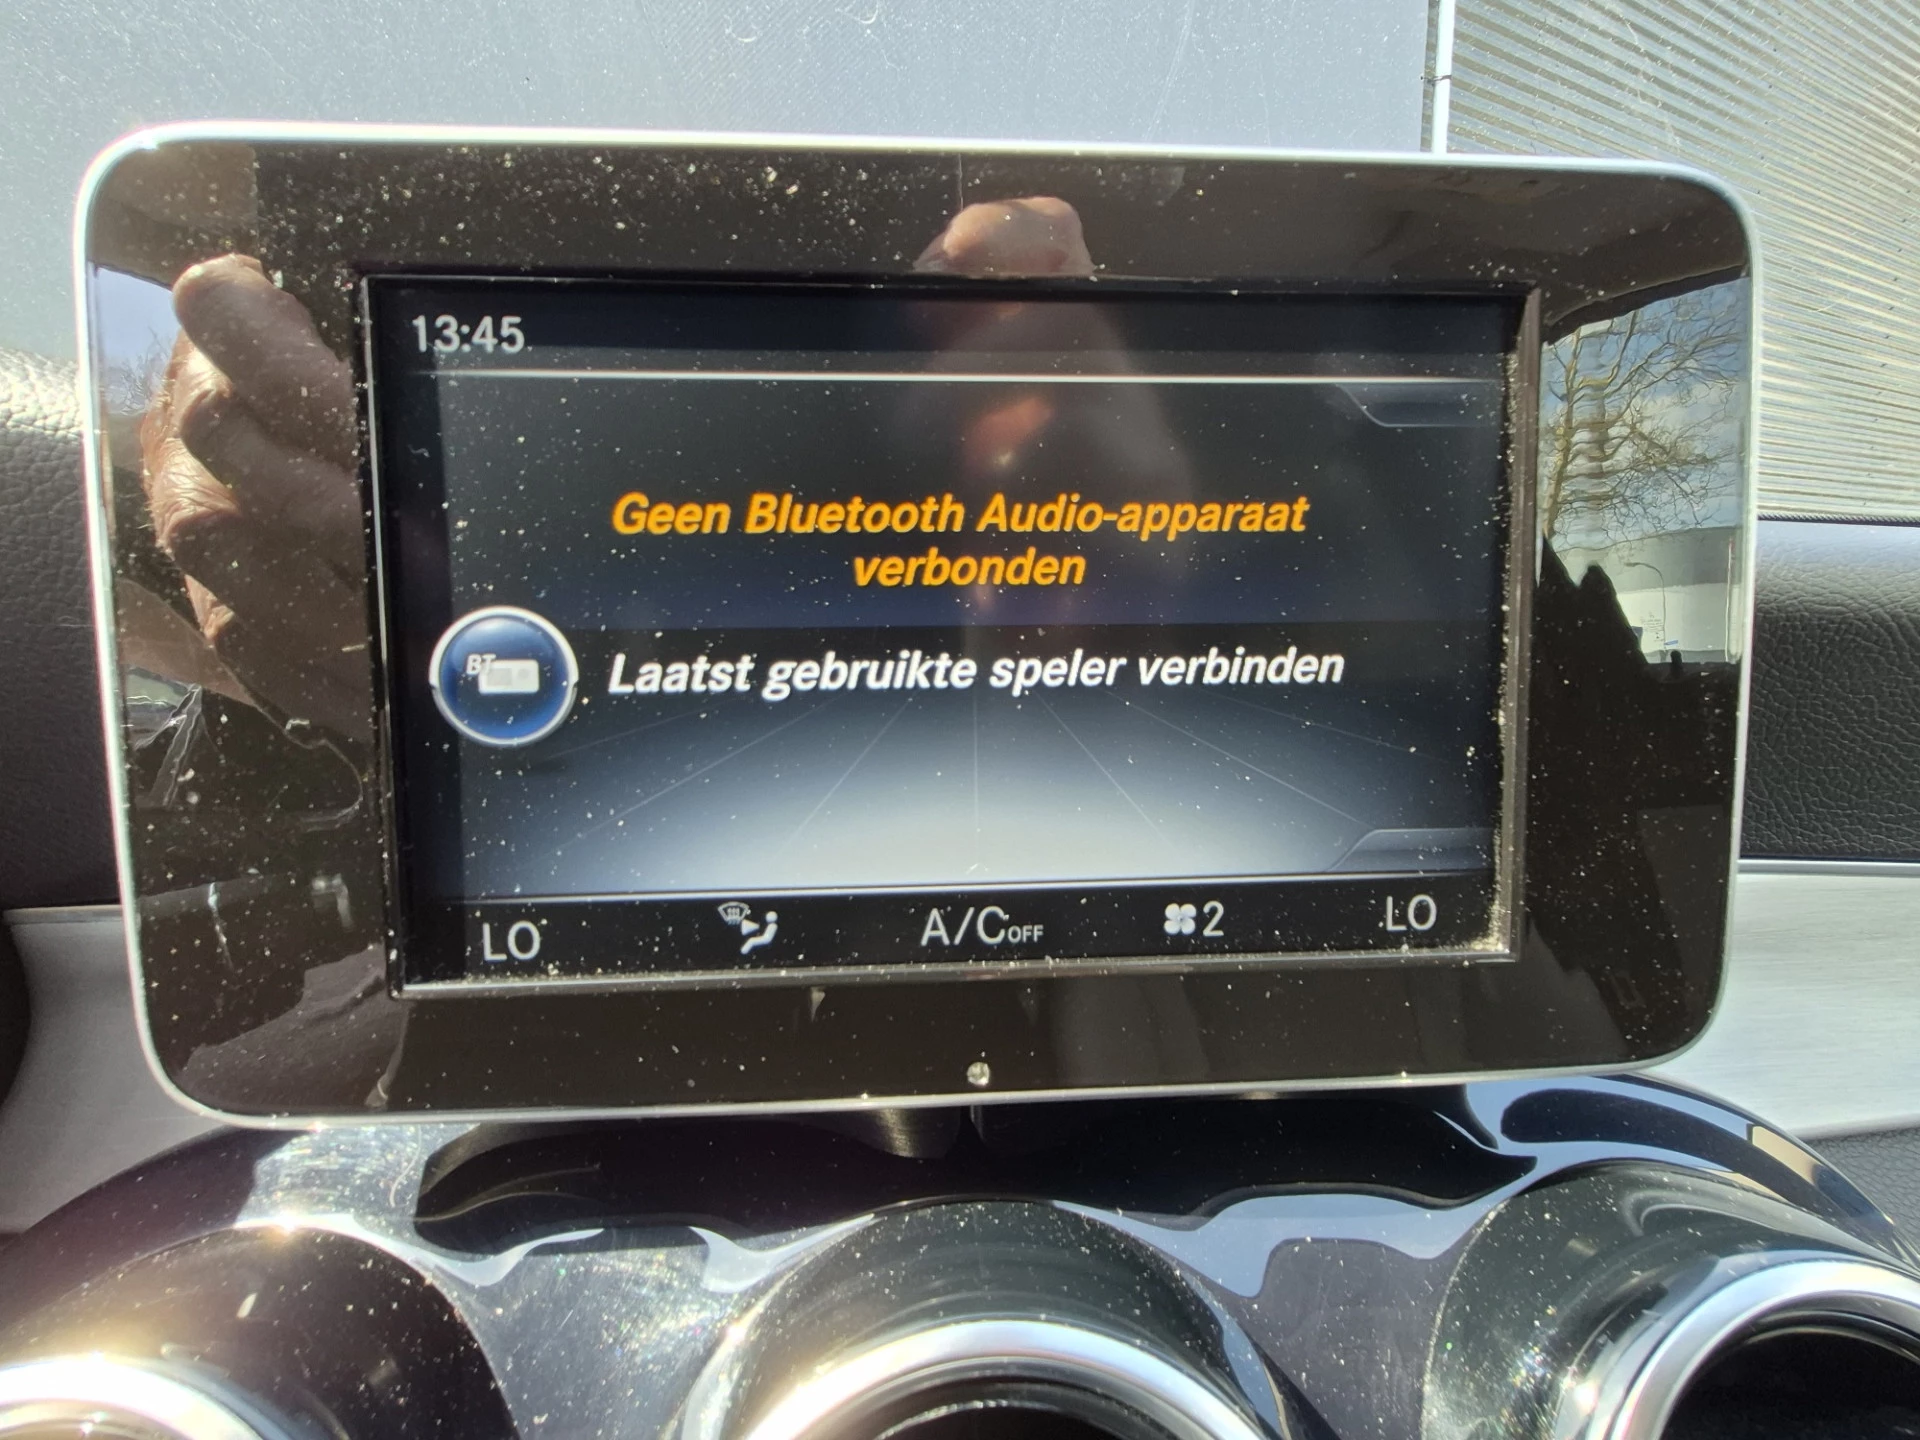 13:45
Geen Bluetooth Audio-apparaat
verbonden
BT
Laatst gebruikte speler verbinden
LO A/COFF 2 LO